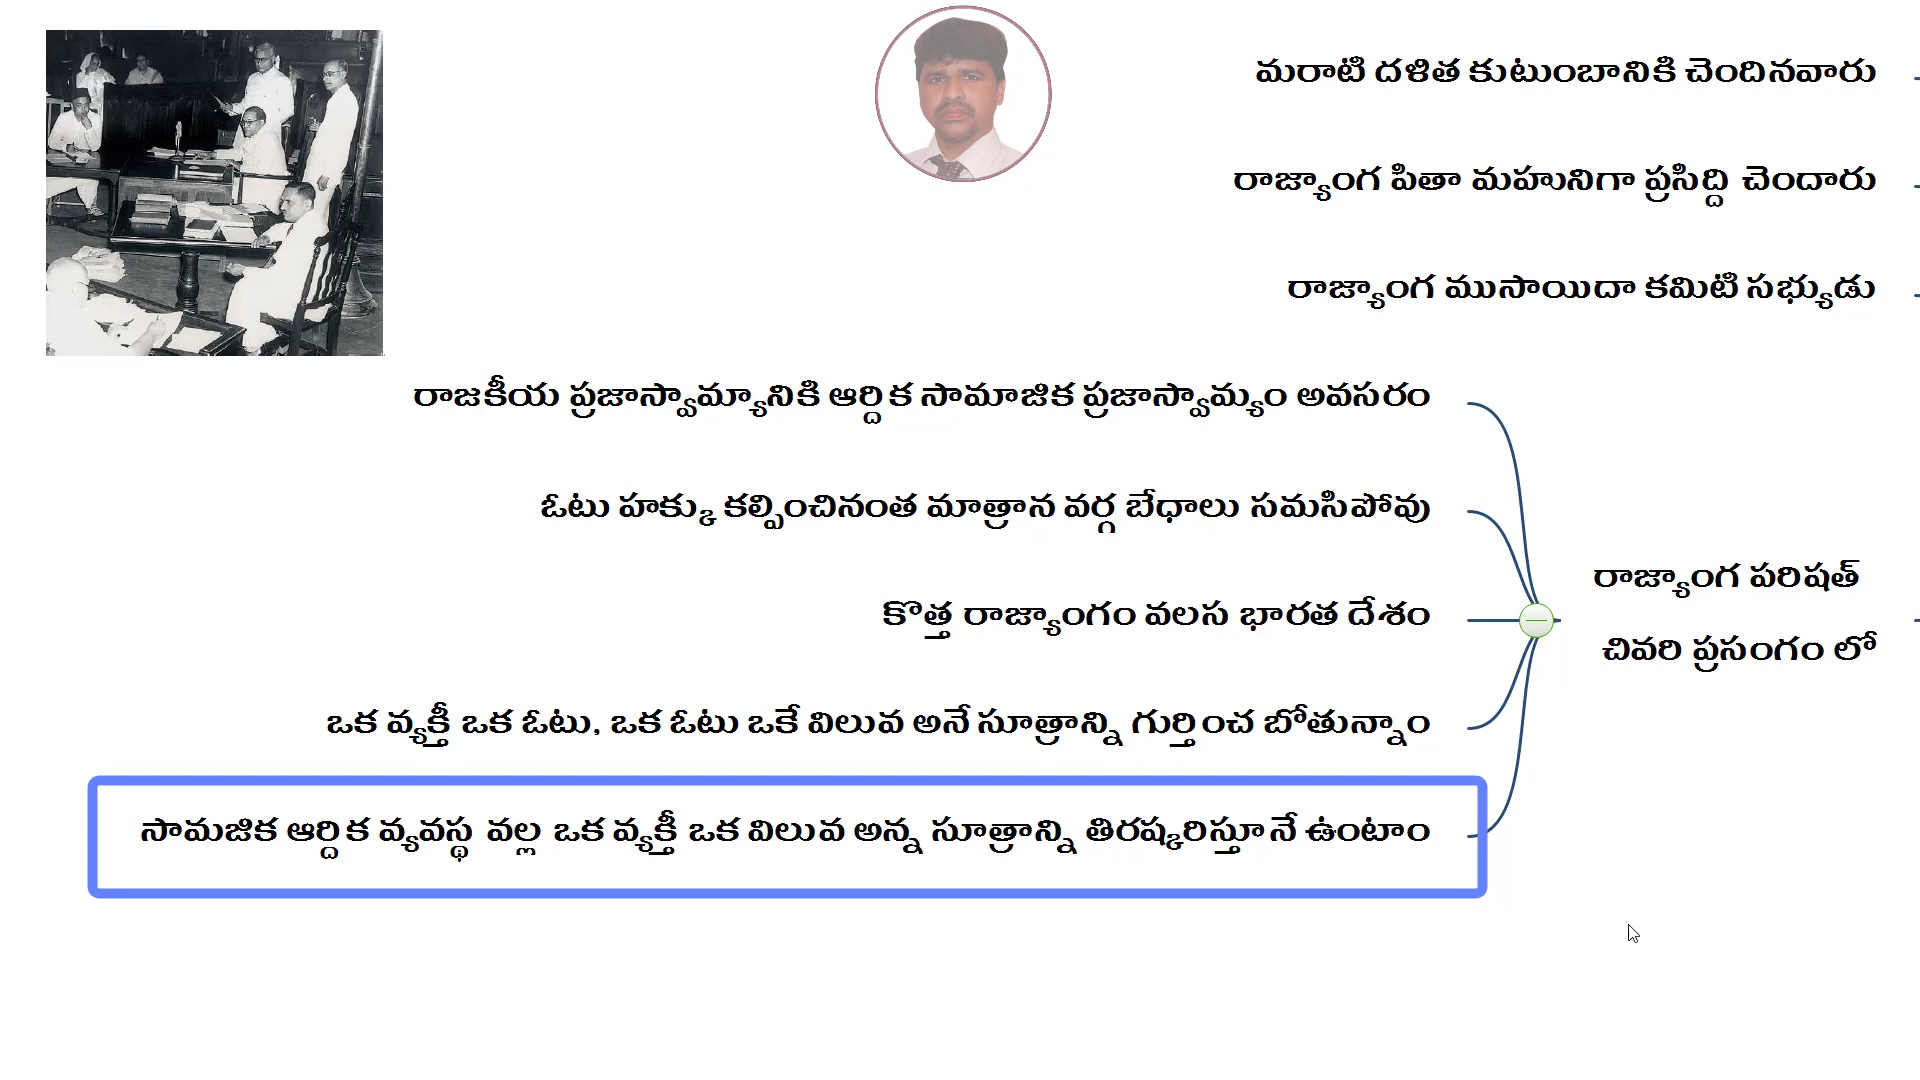 మరాటి దళిత కుటుంబానికి చెందినవారు
రాజ్యాంగ పితా మహునిగా ప్రసిద్ది చెందారు
రాజ్యాంగ ముసాయిదా కమిటి సభ్యుడు
రాజకీయ ప్రజాస్వామ్యానికి ఆర్దిక సామాజిక ప్రజాస్వామ్యం అవసరం
ఓటు హక్కు కల్పించినంత మాత్రాన వర్గ బేధాలు సమసిపోవు
కొత్త రాజ్యాంగం వలస భారత దేశం
రాజ్యాంగ పరిషత్
చివరి ప్రసంగం లో
ఒక వ్యక్తీ ఒక ఓటు, ఒక ఓటు ఒకే విలువ అనే సూత్రాన్ని గుర్తించ బోతున్నాం
సామజిక ఆర్దిక వ్యవస్థ వల్ల ఒక వ్యక్తీ ఒక విలువ అన్న సూత్రాన్ని తిరష్కరిస్తూనే ఉంటాం